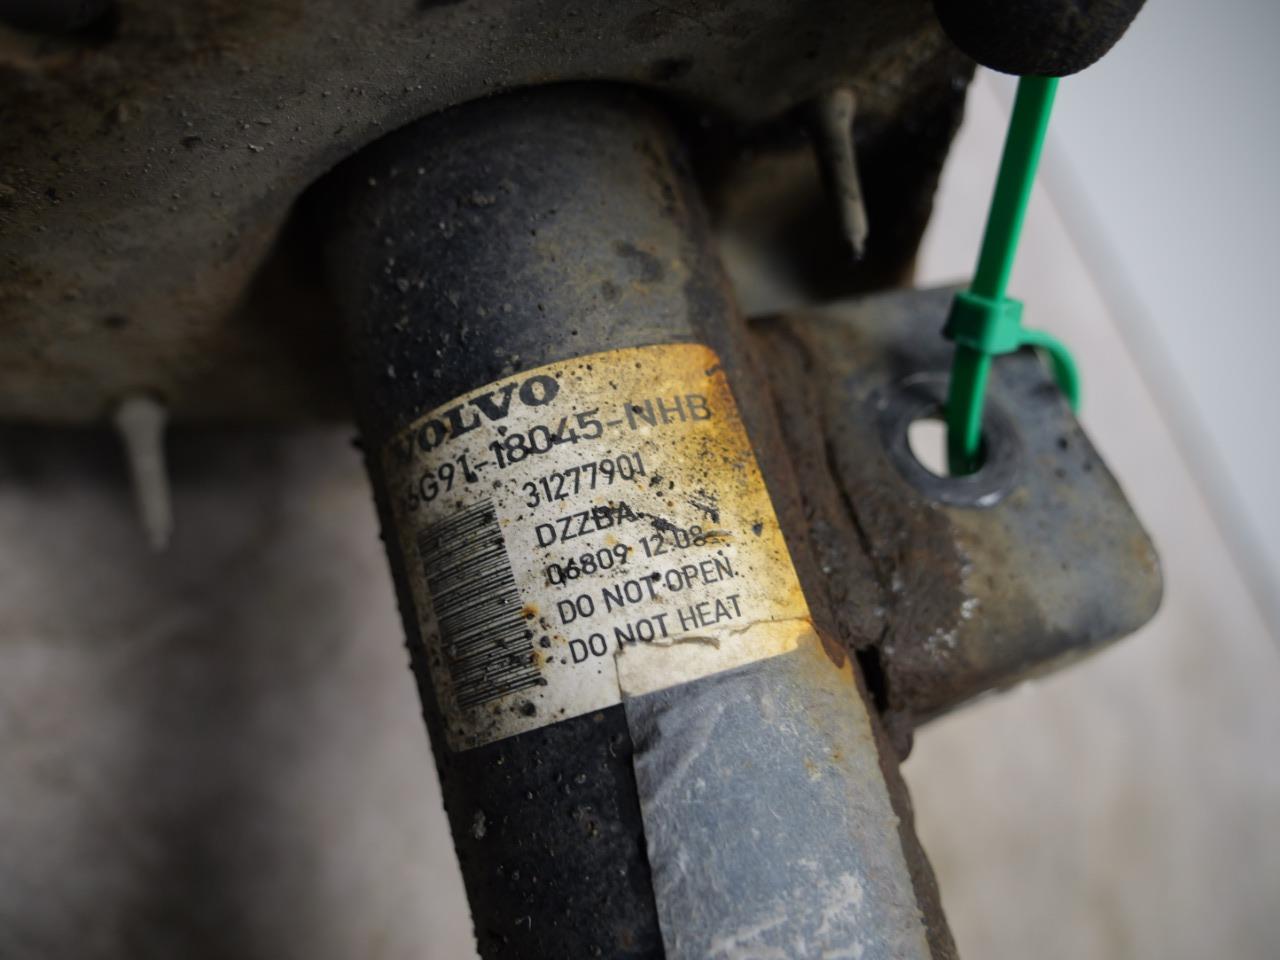 VOLVO
6G91-18045-NHB
31277901
DZZBA
06809 12 08
DO NOT OPEN.
DO NOT HEAT